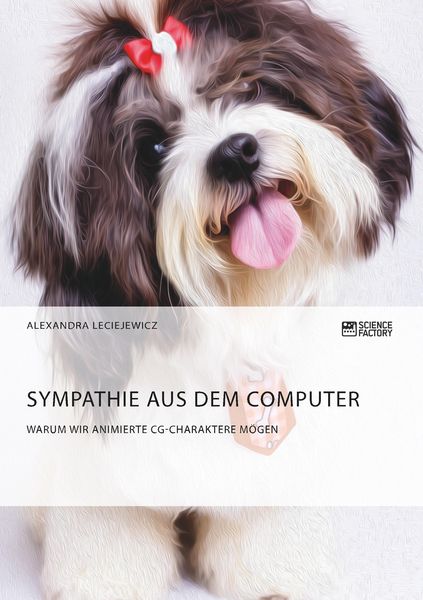 ALEXANDRA LECIEJEWICZ
SCIENCE
FACTORY
SYMPATHIE AUS DEM COMPUTER
WARUM WIR ANIMIERTE CG-CHARAKTERE MÖGEN